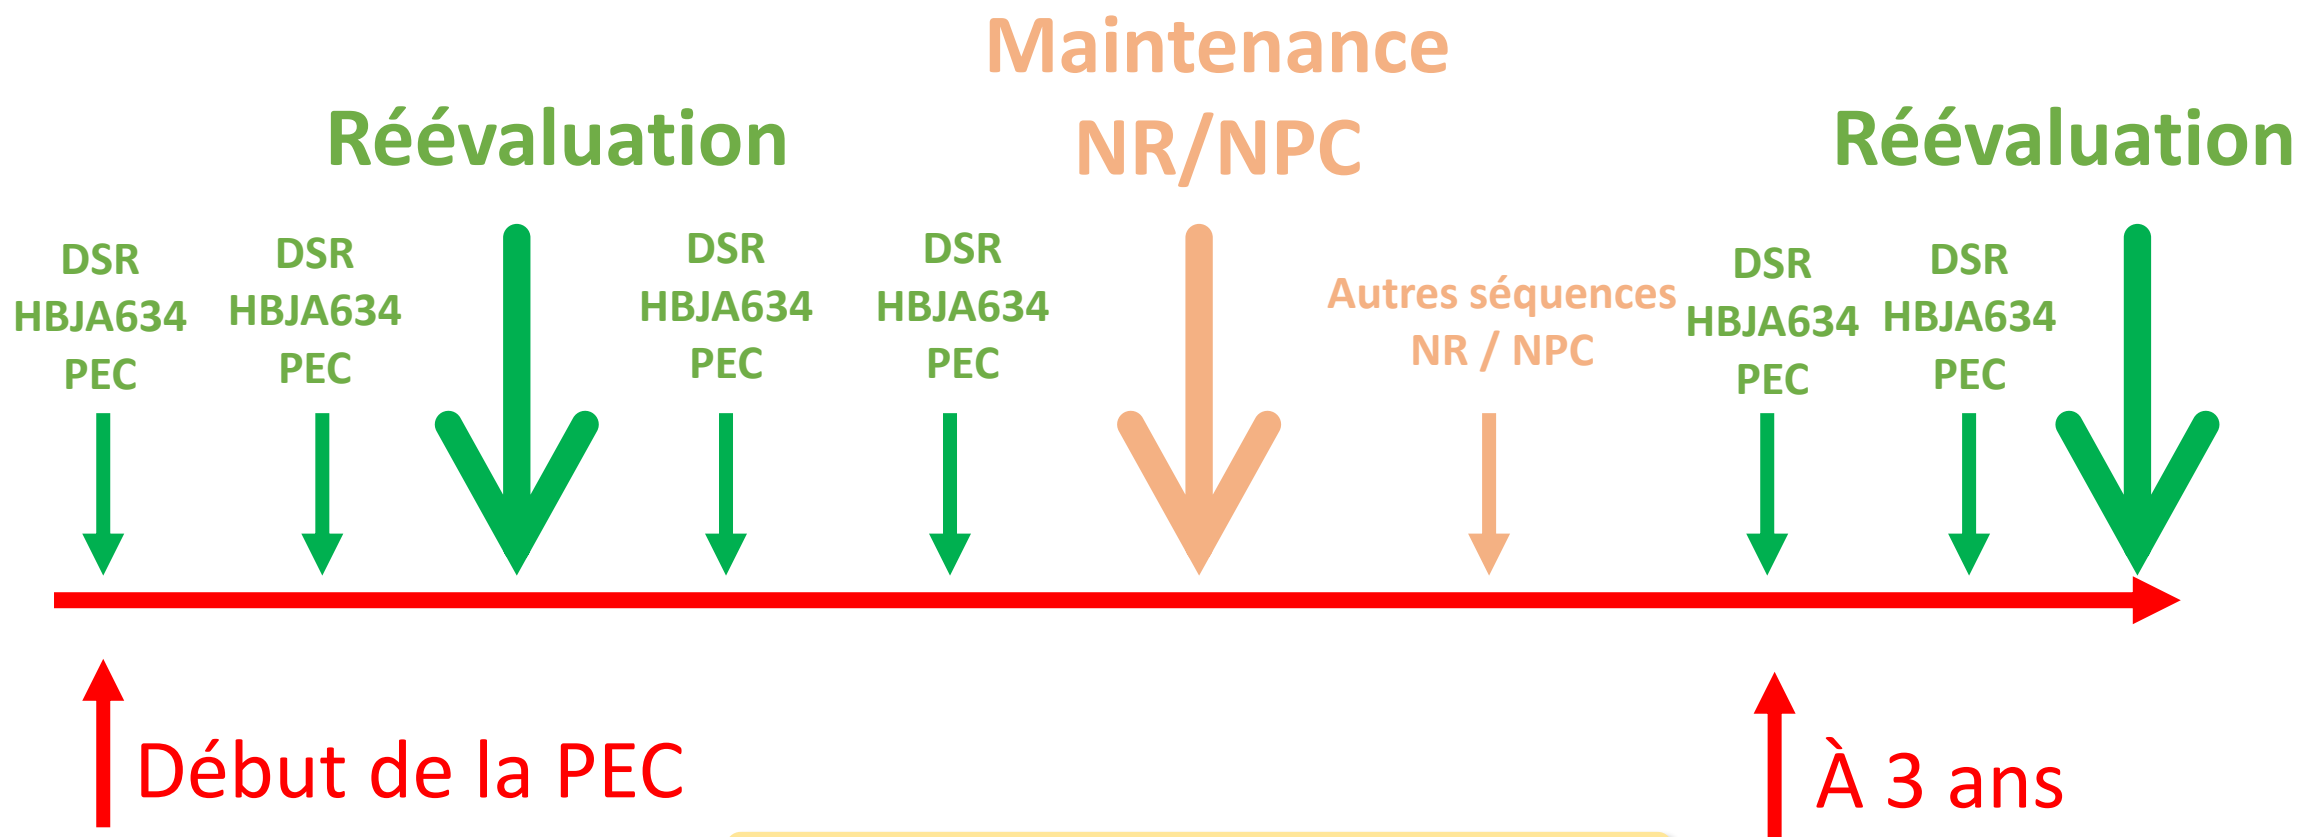 Maintenance
NR/NPC
Réévaluation
Réévaluation
DSR
HBJA634
PEC
DSR
HBJA634
PEC
DSR
HBJA634
PEC
DSR
HBJA634
PEC
Autres séquences
NR / NPC
DSR
HBJA634
PEC
DSR
HBJA634
PEC
Début de la PEC
À 3 ans